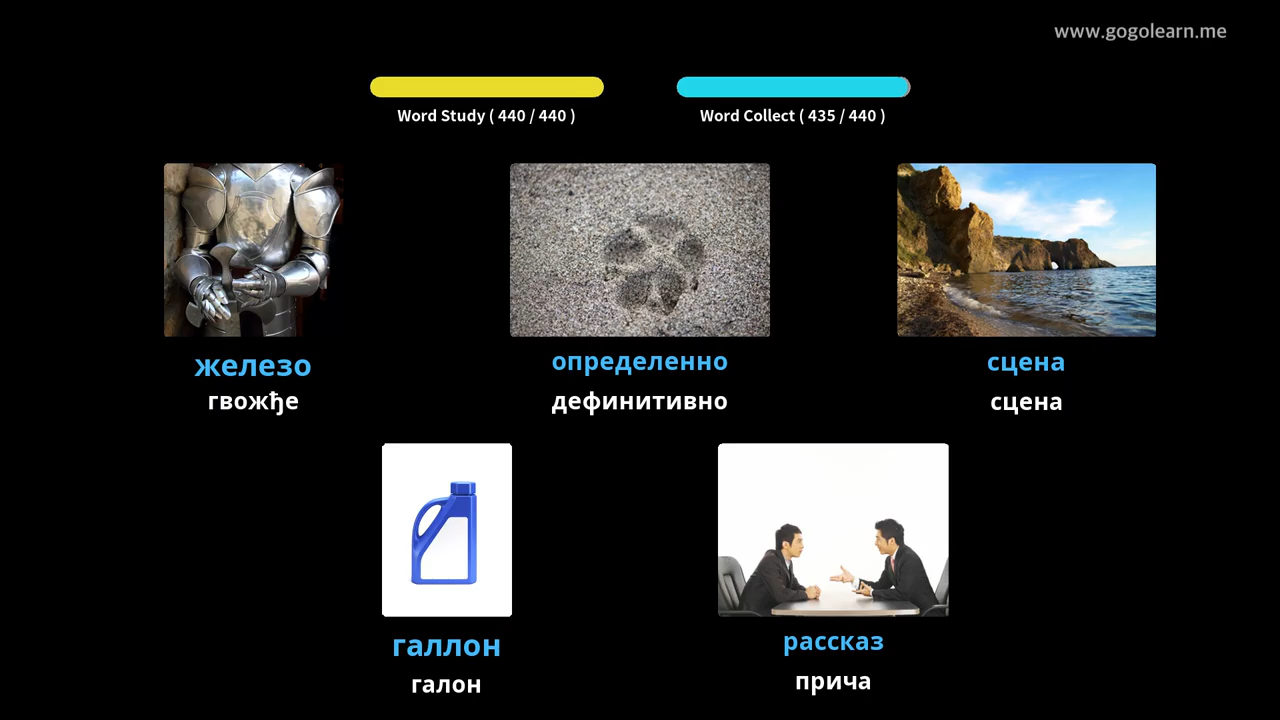 www.gogolearn.me
Word Study ( 440 / 440 )
Word Collect ( 435 / 440 )
железо
гвожђе
определенно
дефинитивно
сцена
сцена
галлон
галон
рассказ
прича